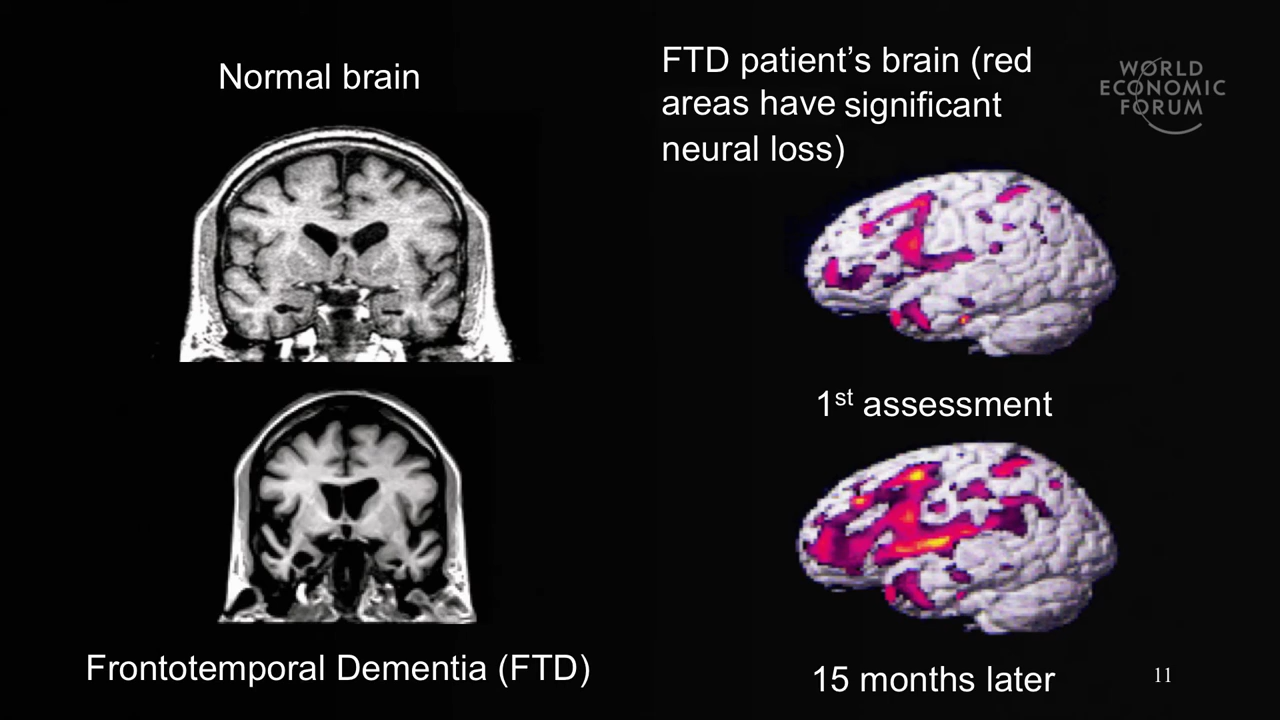 Normal brain
FTD patient’s brain (red
areas have significant
neural loss)
WORLD
ECONOMIC
FORUM
1st assessment
Frontotemporal Dementia (FTD)
15 months later
11